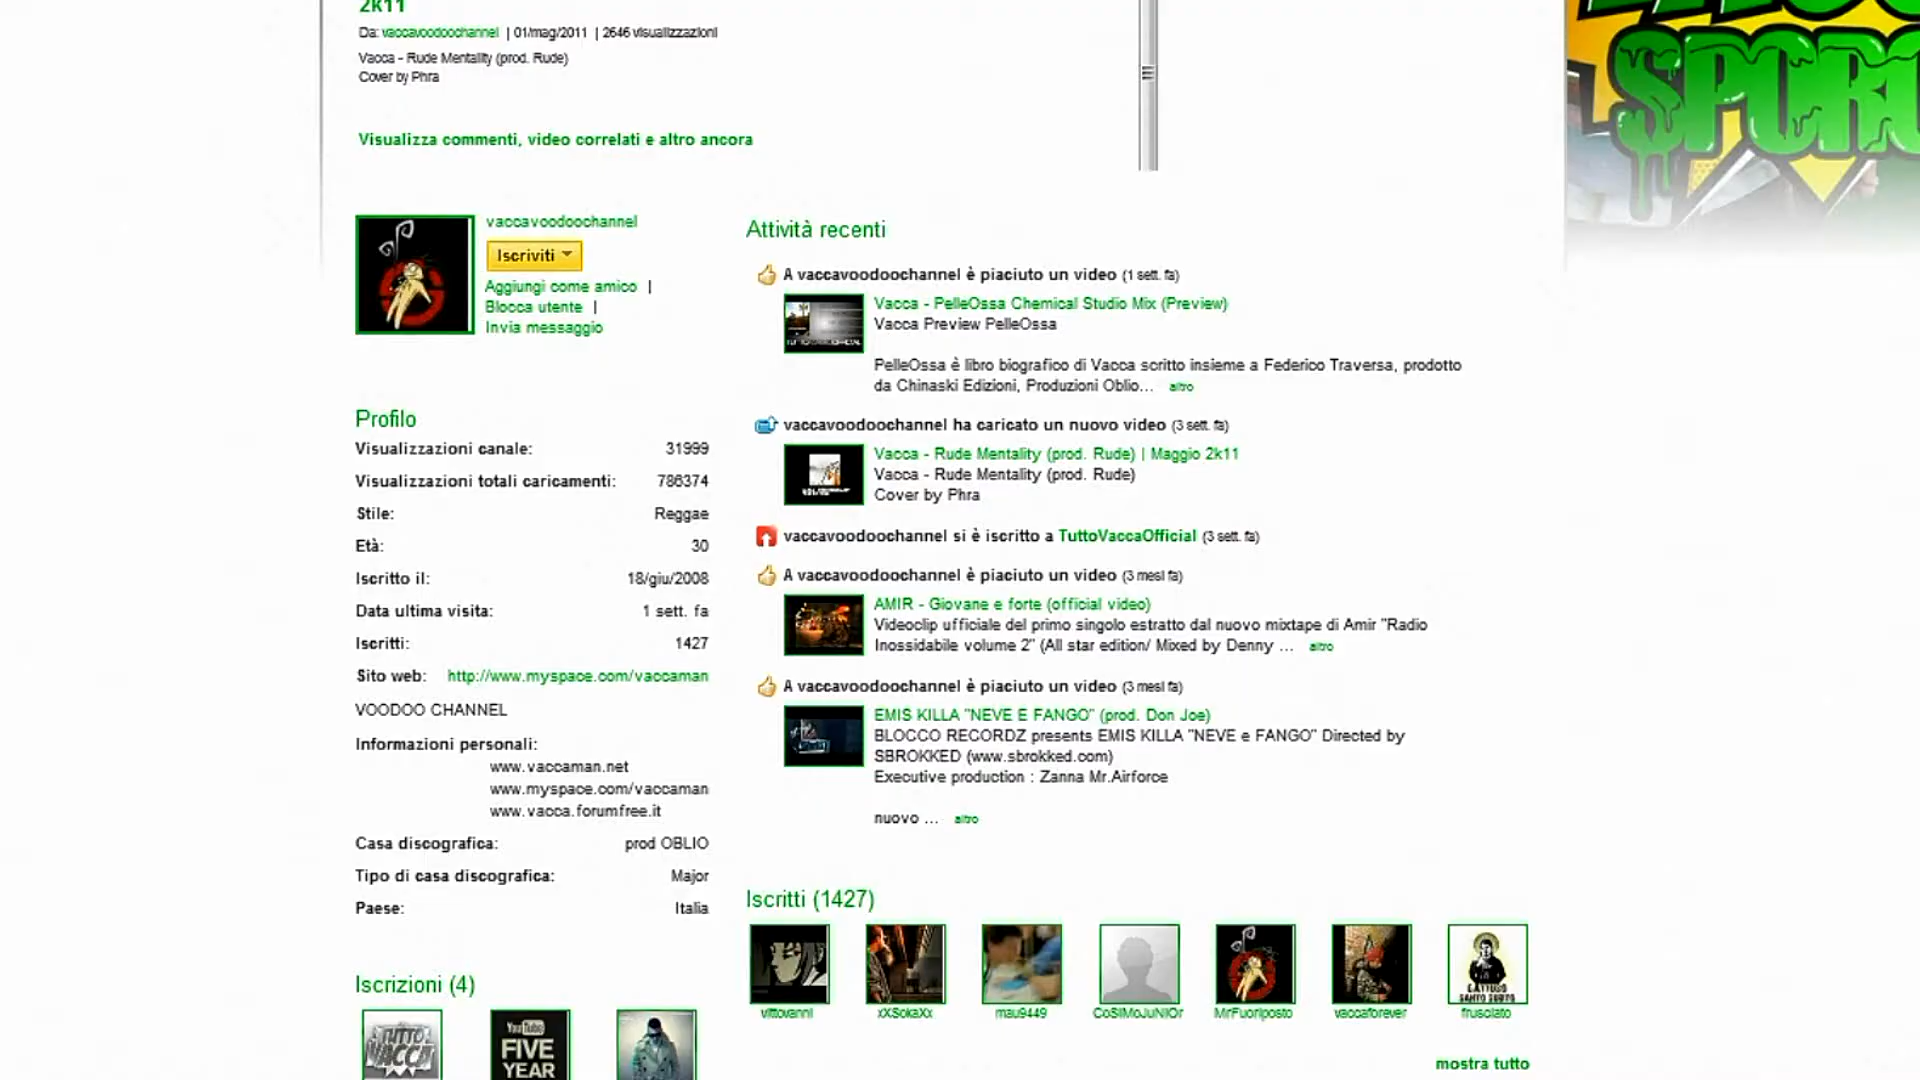 2k11
Da: vaccavoodoochannel | 01/mag/2011 | 2646 visualizzazioni
Vacca - Rude Mentality (prod. Rude)
Cover by Phra
Visualizza commenti, video correlati e altro ancora
SPOR
vaccavoodoochannel
Iscriviti
Aggiungi come amico |
Blocca utente |
Invia messaggio
Profilo
Visualizzazioni canale: 31999
Visualizzazioni totali caricamenti: 786374
Stile: Reggae
Età: 30
Iscritto il: 18/giu/2008
Data ultima visita: 1 sett. fa
Iscritti: 1427
Sito web: http://www.myspace.com/vaccaman
VOODOO CHANNEL
Informazioni personali:
www.vaccaman.net
www.myspace.com/vaccaman
www.vacca.forumfree.it
Casa discografica: prod OBLIO
Tipo di casa discografica: Major
Paese: Italia
Iscrizioni (4)
TUTTO
VACCA
YouTube
FIVE
YEAR
Attività recenti
A vaccavoodoochannel è piaciuto un video (1 sett. fa)
Vacca - PelleOssa Chemical Studio Mix (Preview)
Vacca Preview PelleOssa
PelleOssa è libro biografico di Vacca scritto insieme a Federico Traversa, prodotto
da Chinaski Edizioni, Produzioni Oblio... altro
vaccavoodoochannel ha caricato un nuovo video (3 sett. fa)
Vacca - Rude Mentality (prod. Rude) | Maggio 2k11
Vacca - Rude Mentality (prod. Rude)
Cover by Phra
vaccavoodoochannel si è iscritto a TuttoVaccaOfficial (3 sett. fa)
A vaccavoodoochannel è piaciuto un video (3 mesi fa)
AMIR - Giovane e forte (official video)
Videoclip ufficiale del primo singolo estratto dal nuovo mixtape di Amir "Radio
Inossidabile volume 2" (All star edition/ Mixed by Denny ... altro
A vaccavoodoochannel è piaciuto un video (3 mesi fa)
EMIS KILLA "NEVE E FANGO" (prod. Don Joe)
BLOCCO RECORDZ presents EMIS KILLA "NEVE e FANGO" Directed by
SBROKKED (www.sbrokked.com)
Executive production : Zanna Mr.Airforce
nuovo ... altro
Iscritti (1427)
vittovanni
xXSokaXx
mau9449
CoSiMoJuNiOr
MrFuoriposto
vaccaforever
frusciato
GATTUSO
SANTO SUBITO
mostra tutto